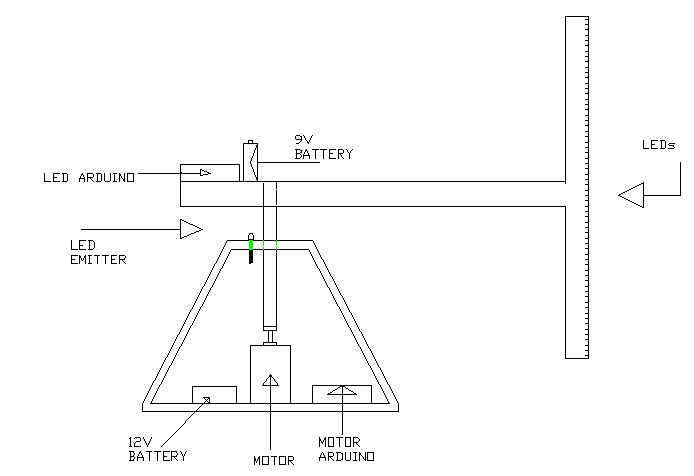 9V
BATTERY
LEDs
LED ARDUINO
LED
EMITTER
12V
BATTERY
MOTOR
MOTOR
ARDUINO